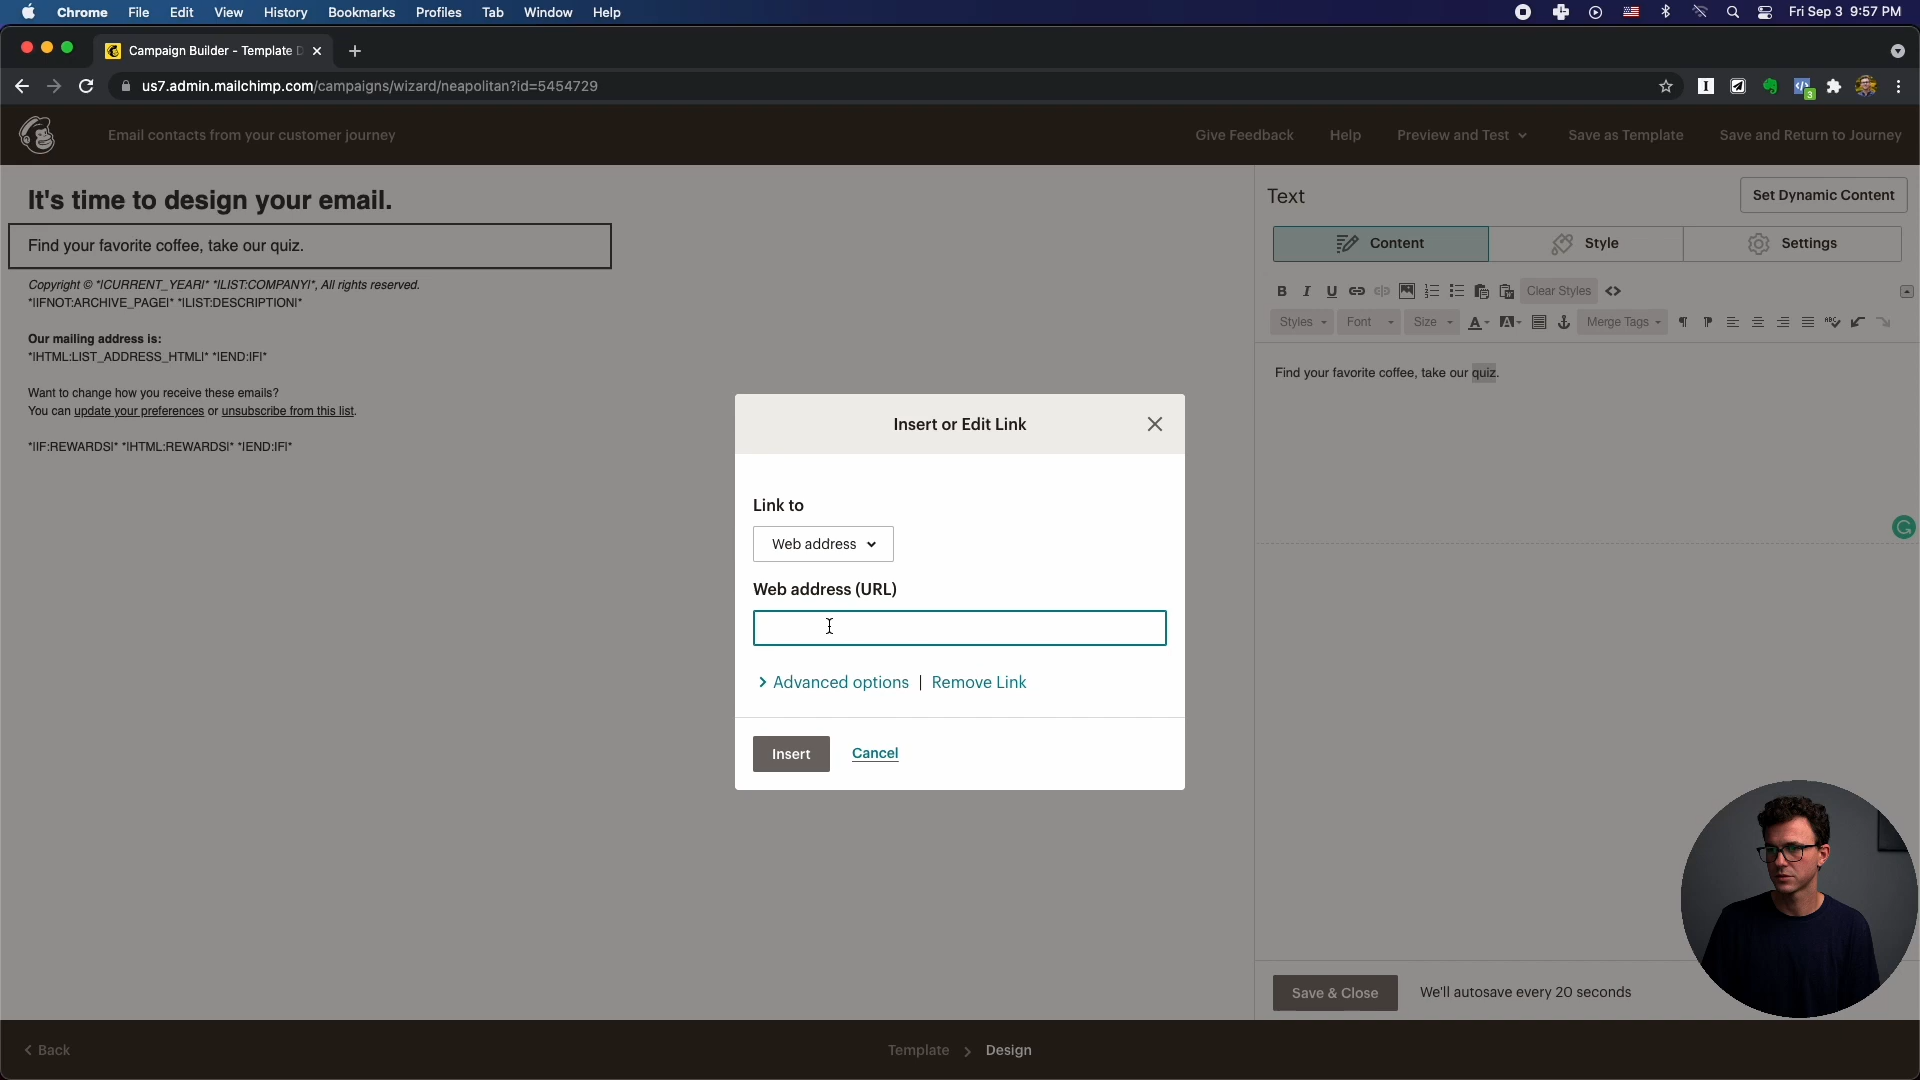 Chrome File Edit View History Bookmarks Profiles Tab Window Help
Fri Sep 3 9:57 PM
Campaign Builder - Template D
us7.admin.mailchimp.com/campaigns/wizard/neapolitan?id=5454729
3
Email contacts from your customer journey
Give Feedback Help Preview and Test Save as Template Save and Return to Journey
It's time to design your email.
Find your favorite coffee, take our quiz.
Copyright © *|CURRENT_YEAR|* *|LIST:COMPANY|*, All rights reserved.
*|IFNOT:ARCHIVE_PAGE|* *|LIST:DESCRIPTION|*
Our mailing address is:
*|HTML:LIST_ADDRESS_HTML|* *|END:IF|*
Want to change how you receive these emails?
You can update your preferences or unsubscribe from this list.
*|IF:REWARDS|* *|HTML:REWARDS|* *|END:IF|*
Text
Set Dynamic Content
Content Style Settings
B I U Clear Styles
Styles Font Size A A Merge Tags ABC
Find your favorite coffee, take our quiz.
Insert or Edit Link
Link to
Web address
Web address (URL)
> Advanced options | Remove Link
Insert Cancel
Save & Close We'll autosave every 20 seconds
< Back
Template > Design